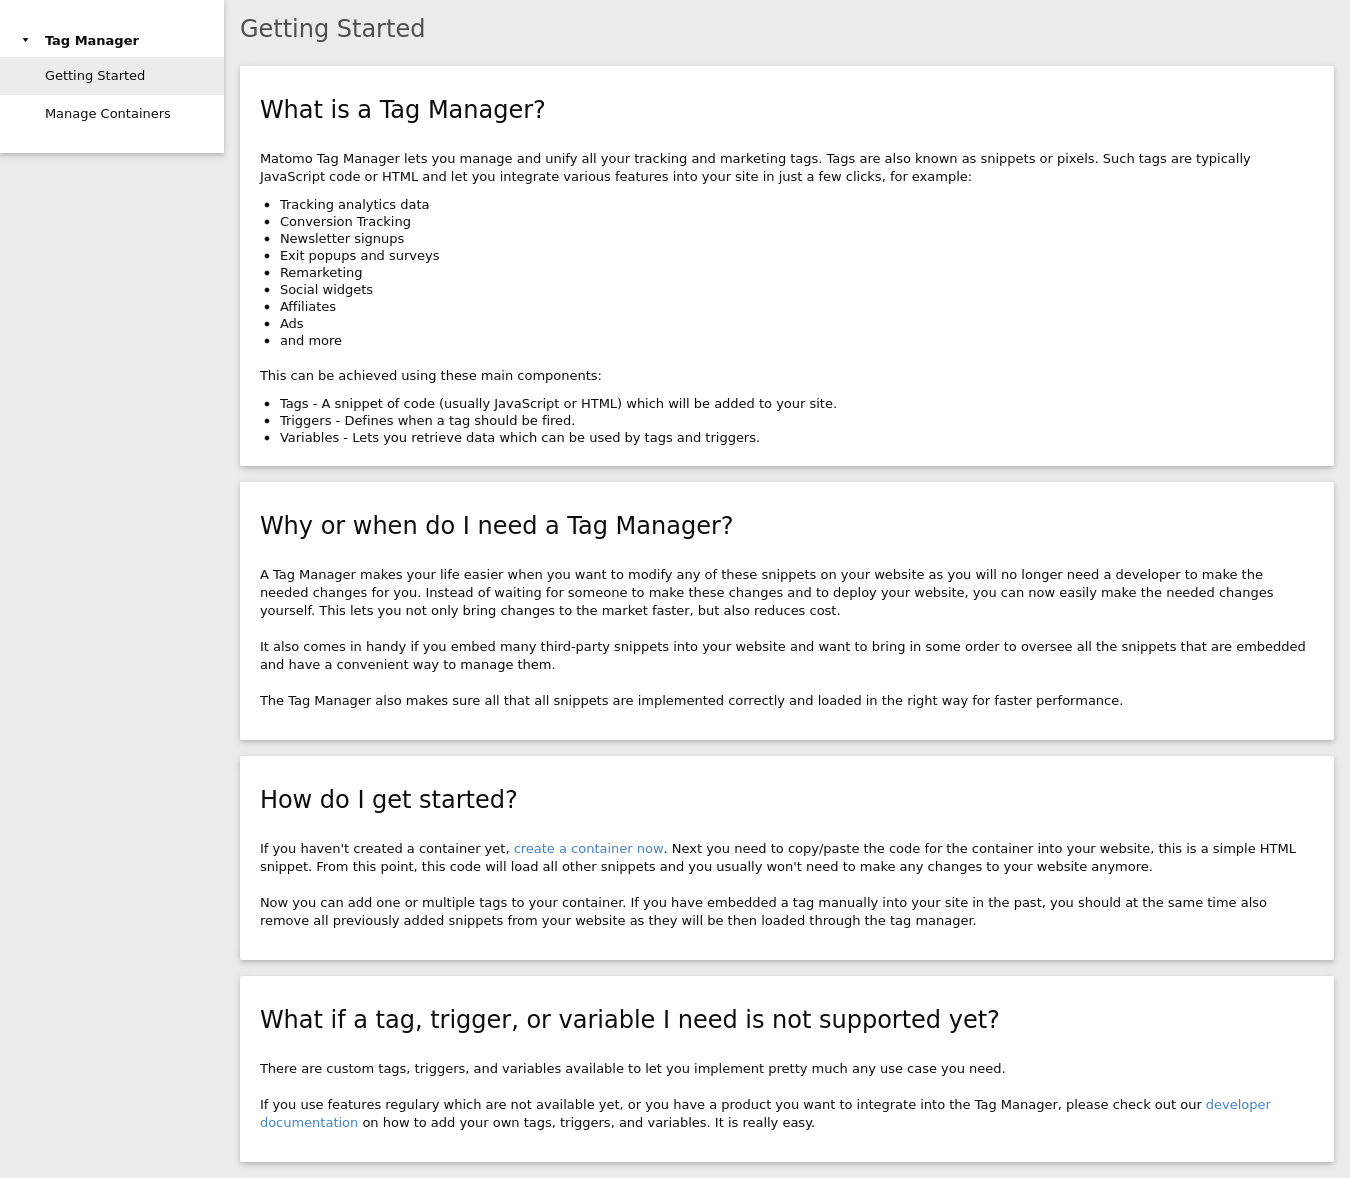 Tag Manager
Getting Started
Manage Containers
Getting Started
What is a Tag Manager?
Matomo Tag Manager lets you manage and unify all your tracking and marketing tags. Tags are also known as snippets or pixels. Such tags are typically
JavaScript code or HTML and let you integrate various features into your site in just a few clicks, for example:
Tracking analytics data
Conversion Tracking
Newsletter signups
Exit popups and surveys
Remarketing
Social widgets
Affiliates
Ads
and more
This can be achieved using these main components:
Tags - A snippet of code (usually JavaScript or HTML) which will be added to your site.
Triggers - Defines when a tag should be fired.
Variables - Lets you retrieve data which can be used by tags and triggers.
Why or when do I need a Tag Manager?
A Tag Manager makes your life easier when you want to modify any of these snippets on your website as you will no longer need a developer to make the
needed changes for you. Instead of waiting for someone to make these changes and to deploy your website, you can now easily make the needed changes
yourself. This lets you not only bring changes to the market faster, but also reduces cost.
It also comes in handy if you embed many third-party snippets into your website and want to bring in some order to oversee all the snippets that are embedded
and have a convenient way to manage them.
The Tag Manager also makes sure all that all snippets are implemented correctly and loaded in the right way for faster performance.
How do I get started?
If you haven't created a container yet, create a container now. Next you need to copy/paste the code for the container into your website, this is a simple HTML
snippet. From this point, this code will load all other snippets and you usually won't need to make any changes to your website anymore.
Now you can add one or multiple tags to your container. If you have embedded a tag manually into your site in the past, you should at the same time also
remove all previously added snippets from your website as they will be then loaded through the tag manager.
What if a tag, trigger, or variable I need is not supported yet?
There are custom tags, triggers, and variables available to let you implement pretty much any use case you need.
If you use features regulary which are not available yet, or you have a product you want to integrate into the Tag Manager, please check out our developer
documentation on how to add your own tags, triggers, and variables. It is really easy.